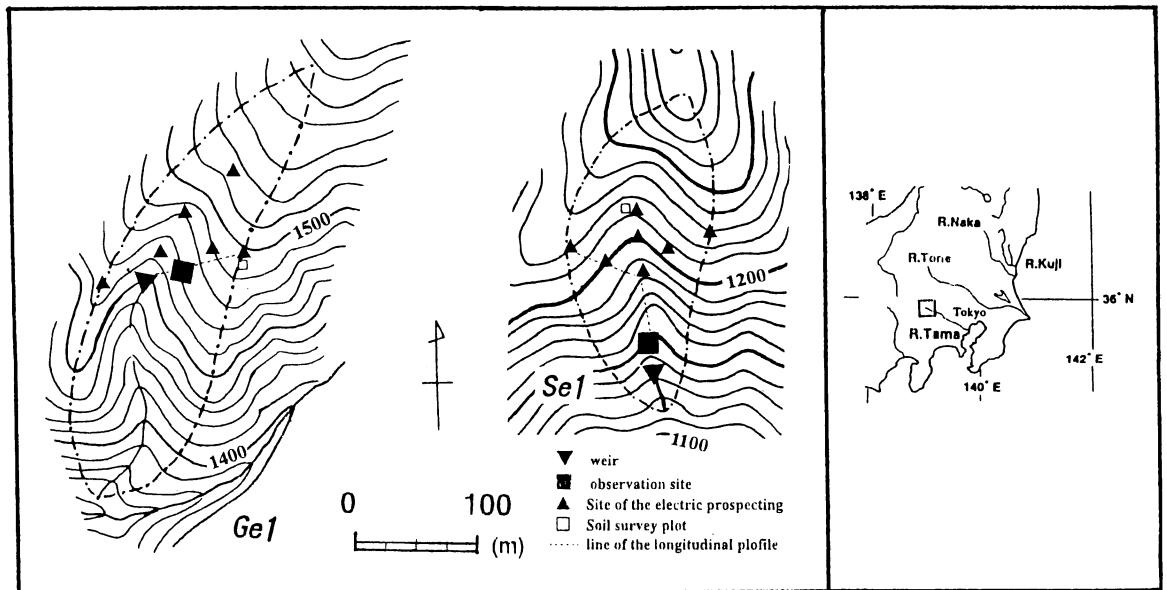 1500
1400
Ge1
0 100
(m)
1200
Se1
1100
weir
observation site
Site of the electric prospecting
Soil survey plot
line of the longitudinal plofile
138° E
R.Naka
R.Tone
R.Kuji
36° N
Tokyo
R.Tama
142° E
140° E